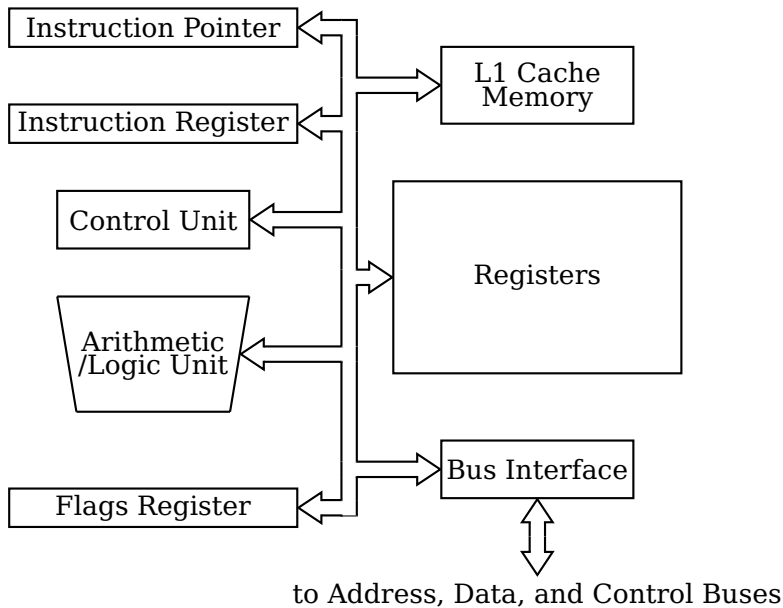 Instruction Pointer
L1 Cache
Memory
Instruction Register
Control Unit
Registers
Arithmetic
/Logic Unit
Bus Interface
Flags Register
to Address, Data, and Control Buses